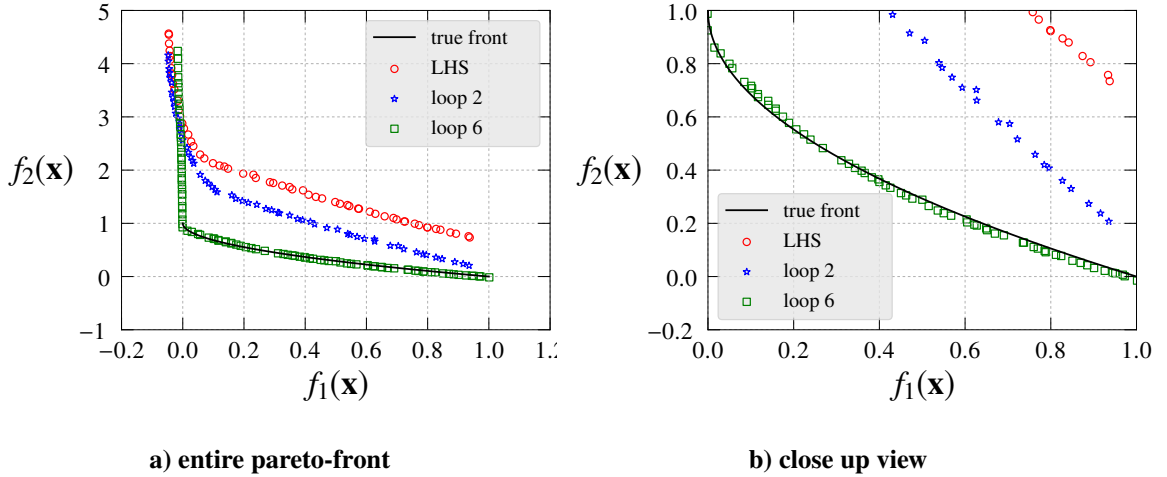 5
4
3
2
1
0
−1
f2(x)
−0.2 0.0 0.2 0.4 0.6 0.8 1.0 1.2
f1(x)
true front
LHS
loop 2
loop 6
a) entire pareto-front
1.0
0.8
0.6
0.4
0.2
0.0
−0.2
f2(x)
0.0 0.2 0.4 0.6 0.8 1.0
f1(x)
true front
LHS
loop 2
loop 6
b) close up view